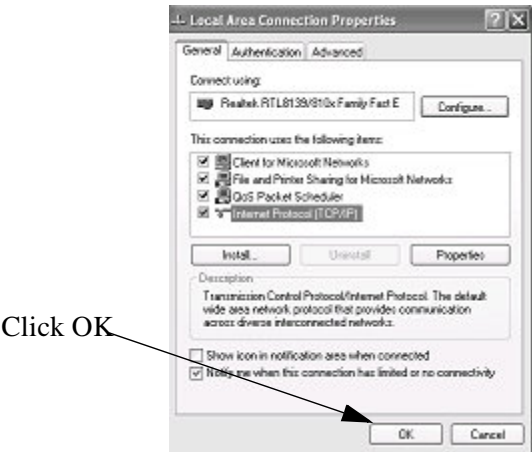 Local Area Connection Properties
General Authentication Advanced
Connect using:
Realtek RTL8139/810x Family Fast E
Configure...
This connection uses the following items:
Client for Microsoft Networks
File and Printer Sharing for Microsoft Networks
QoS Packet Scheduler
Internet Protocol (TCP/IP)
Install... Uninstall Properties
Description
Transmission Control Protocol/Internet Protocol. The default
wide area network protocol that provides communication
across diverse interconnected networks.
Click OK
Show icon in notification area when connected
Notify me when this connection has limited or no connectivity
OK Cancel